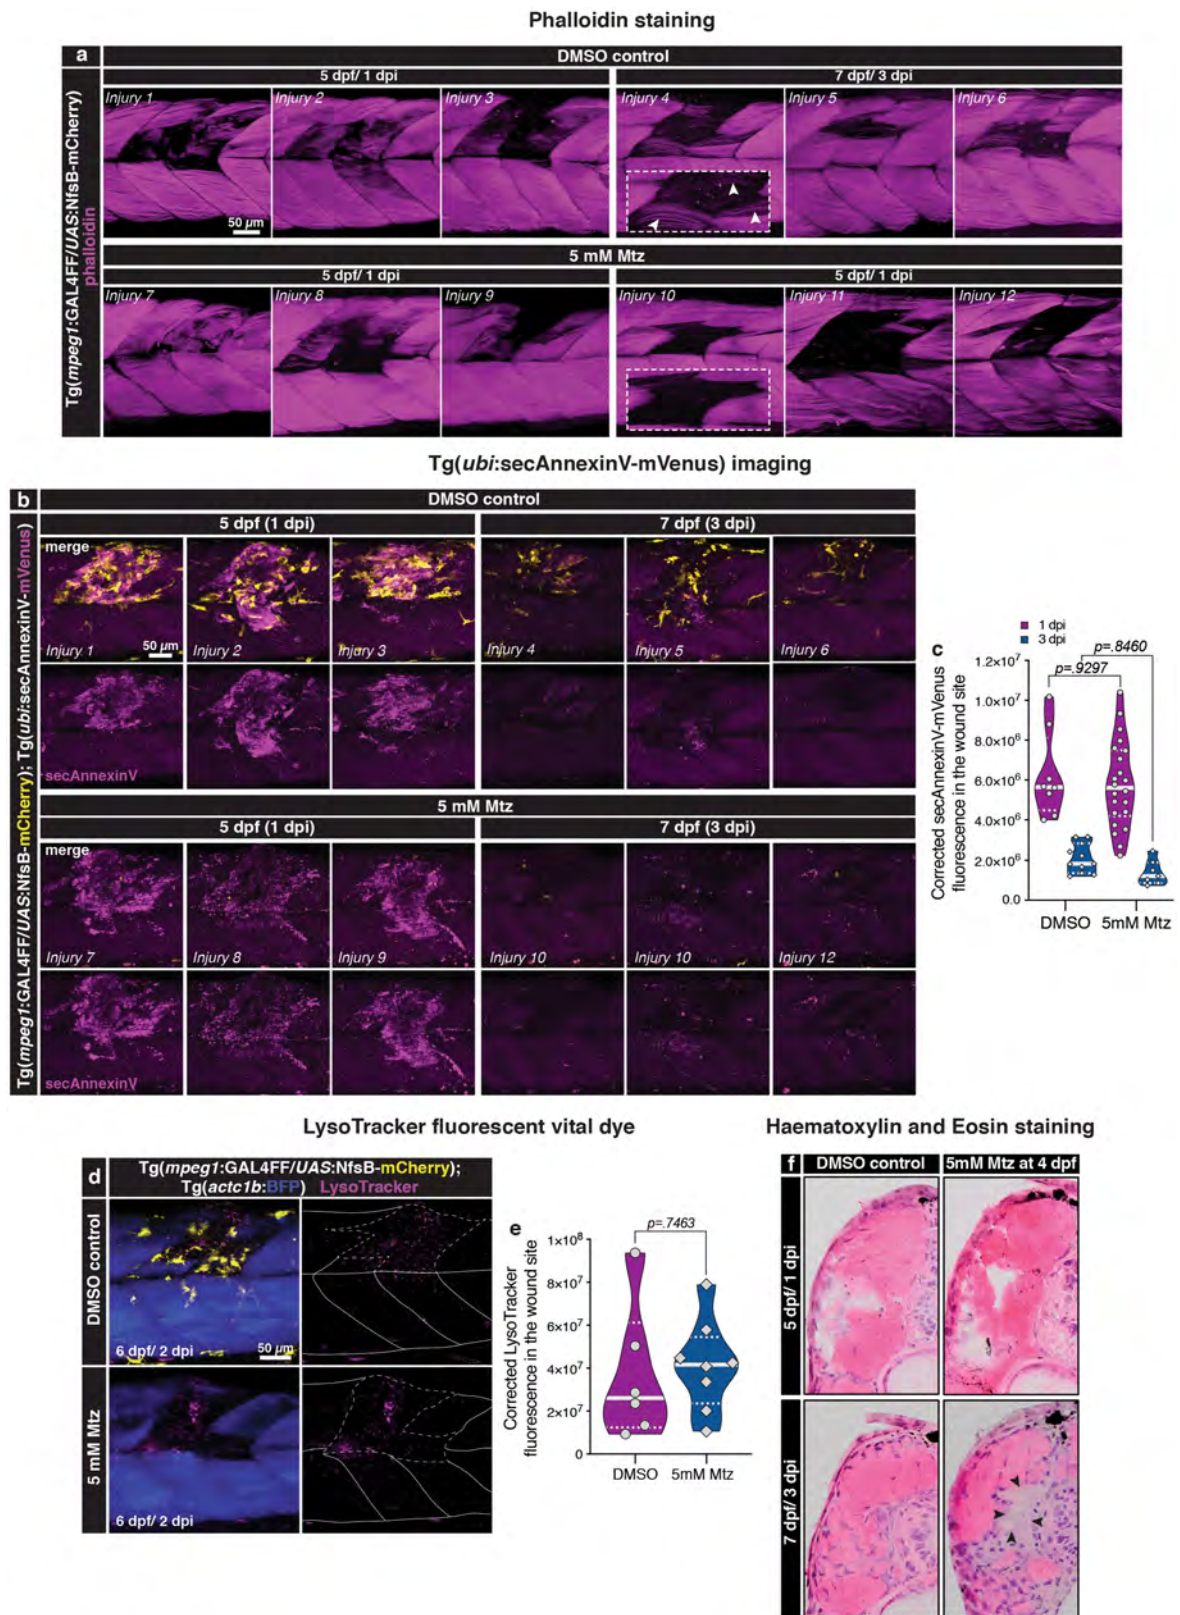 Phalloidin staining
a
DMSO control
5 dpf/ 1 dpi
7 dpf/ 3 dpi
Tg(mpeg1:GAL4FF/UAS:NfsB-mCherry)
phalloidin
Injury 1
Injury 2
Injury 3
Injury 4
Injury 5
Injury 6
50 µm
5 mM Mtz
5 dpf/ 1 dpi
5 dpf/ 1 dpi
Injury 7
Injury 8
Injury 9
Injury 10
Injury 11
Injury 12
Tg(ubi:secAnnexinV-mVenus) imaging
b
DMSO control
5 dpf (1 dpi)
7 dpf (3 dpi)
Tg(mpeg1:GAL4FF/UAS:NfsB-mCherry); Tg(ubi:secAnnexinV-mVenus)
merge
Injury 1
50 µm
Injury 2
Injury 3
Injury 4
Injury 5
Injury 6
secAnnexinV
5 mM Mtz
5 dpf (1 dpi)
7 dpf (3 dpi)
merge
Injury 7
Injury 8
Injury 9
Injury 10
Injury 10
Injury 12
secAnnexinV
c
1 dpi
3 dpi
p=.8460
p=.9297
Corrected secAnnexinV-mVenus
fluorescence in the wound site
1.2×10⁷
1.0×10⁷
8.0×10⁶
6.0×10⁶
4.0×10⁶
2.0×10⁶
0.0
DMSO
5mM Mtz
LysoTracker fluorescent vital dye
d
Tg(mpeg1:GAL4FF/UAS:NfsB-mCherry);
Tg(actc1b:BFP) LysoTracker
DMSO control
6 dpf/ 2 dpi
50 µm
5 mM Mtz
6 dpf/ 2 dpi
e
p=.7463
Corrected LysoTracker
fluorescence in the wound site
1×10⁸
8×10⁷
6×10⁷
4×10⁷
2×10⁷
0
DMSO
5mM Mtz
Haematoxylin and Eosin staining
f
DMSO control
5mM Mtz at 4 dpf
5 dpf/ 1 dpi
7 dpf/ 3 dpi